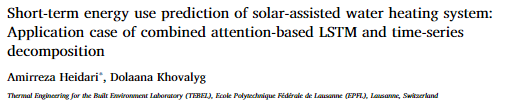 Short-term energy use prediction of solar-assisted water heating system:
Application case of combined attention-based LSTM and time-series
decomposition
Amirreza Heidari*, Dolaana Khovalyg
Thermal Engineering for the Built Environment Laboratory (TEBEL), Ecole Polytechnique Fédérale de Lausanne (EPFL), Lausanne, Switzerland